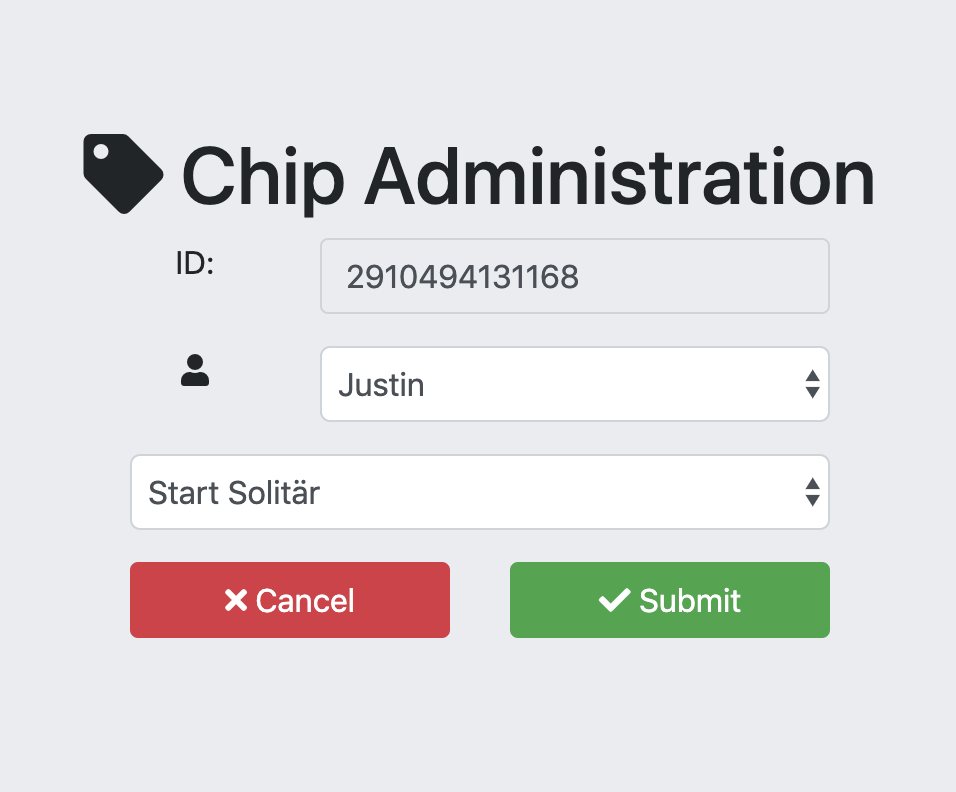 Chip Administration
ID:
2910494131168
Justin
Start Solitär
Cancel
Submit